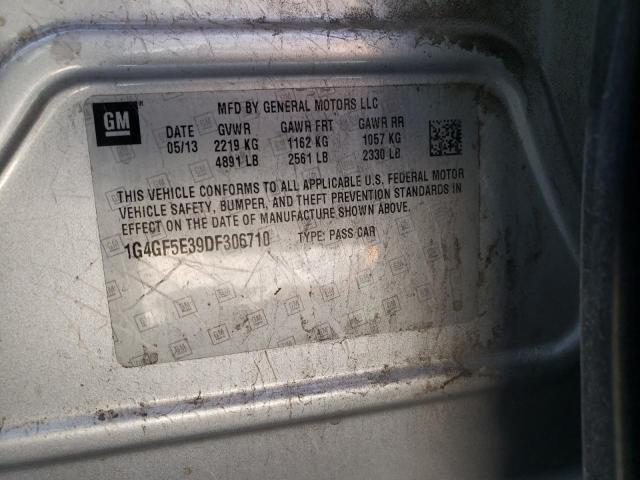 GM
MFD BY GENERAL MOTORS LLC
DATE GVWR GAWR FRT GAWR RR
05/13 2219 KG 1162 KG 1057 KG
4891 LB 2561 LB 2330 LB
THIS VEHICLE CONFORMS TO ALL APPLICABLE U.S. FEDERAL MOTOR
VEHICLE SAFETY, BUMPER, AND THEFT PREVENTION STANDARDS IN
EFFECT ON THE DATE OF MANUFACTURE SHOWN ABOVE.
1G4GF5E39DF306710 TYPE: PASS CAR